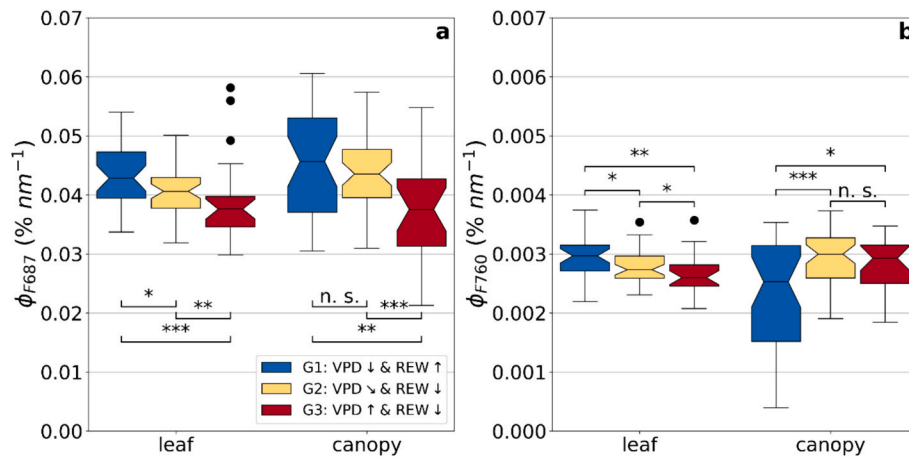 a
ϕF687 (% nm−1)
0.07
0.06
0.05
0.04
0.03
0.02
0.01
0.00
* ** ***
n. s. *** **
G1: VPD ↓ & REW ↑
G2: VPD ↘ & REW ↓
G3: VPD ↑ & REW ↓
leaf canopy
b
ϕF760 (% nm−1)
0.007
0.006
0.005
0.004
0.003
0.002
0.001
0.000
** * *
* *** n. s.
leaf canopy